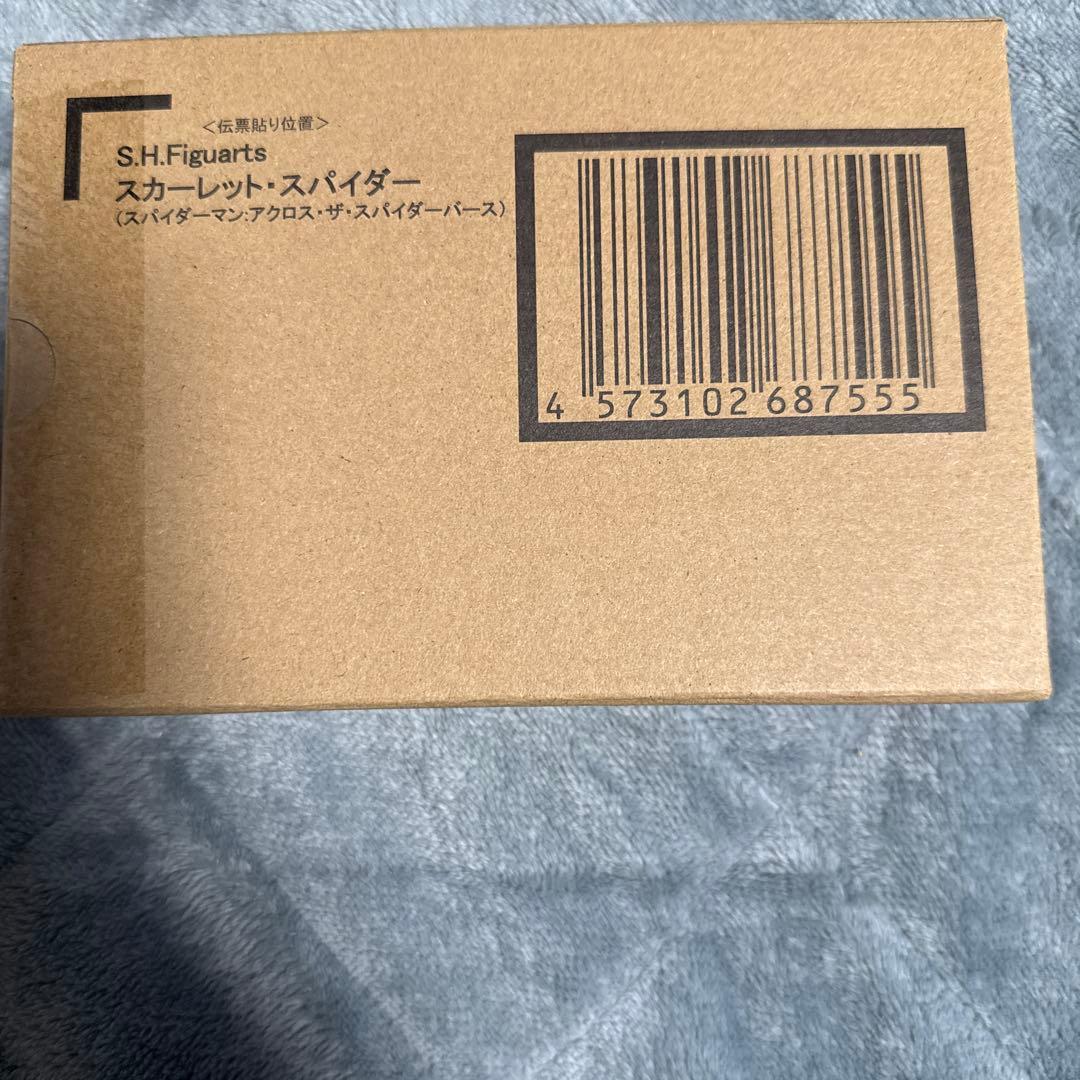 ＜伝票貼り位置＞
S.H.Figuarts
スカーレット・スパイダー
(スパイダーマン:アクロス・ザ・スパイダーバース)
4 573102 687555